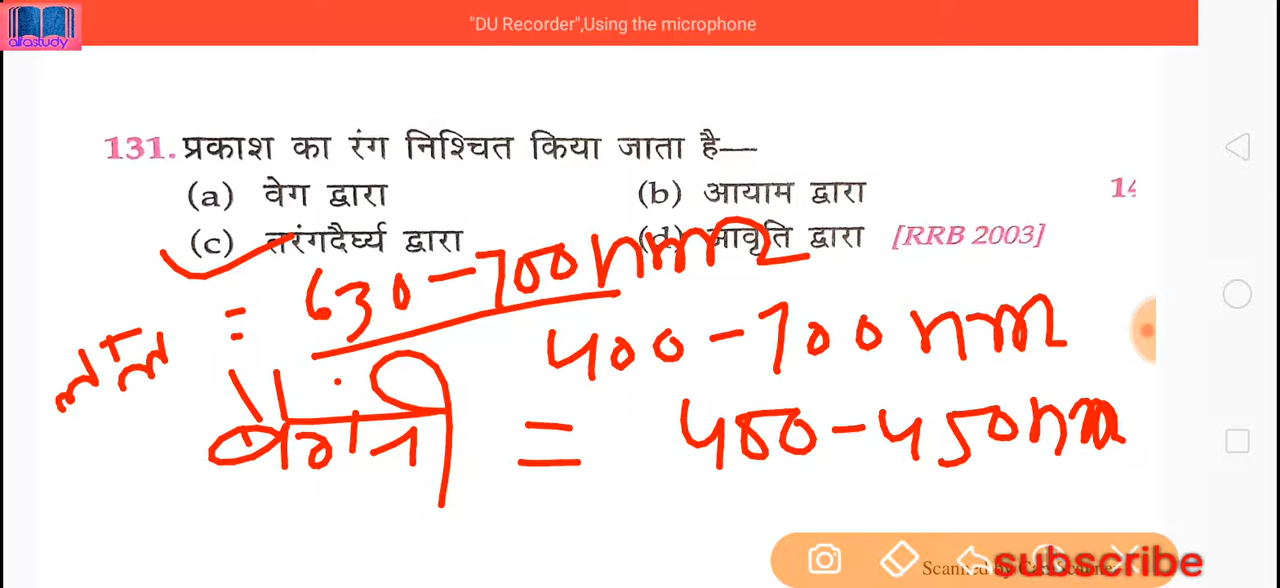 alfastudy
"DU Recorder",Using the microphone
131. प्रकाश का रंग निश्चित किया जाता है—
(a) वेग द्वारा (b) आयाम द्वारा
(c) तरंगदैर्घ्य द्वारा (d) आवृति द्वारा [RRB 2003]
= 630-700nm
400-700nm
बैंगनी = 400-450nm
subscribe